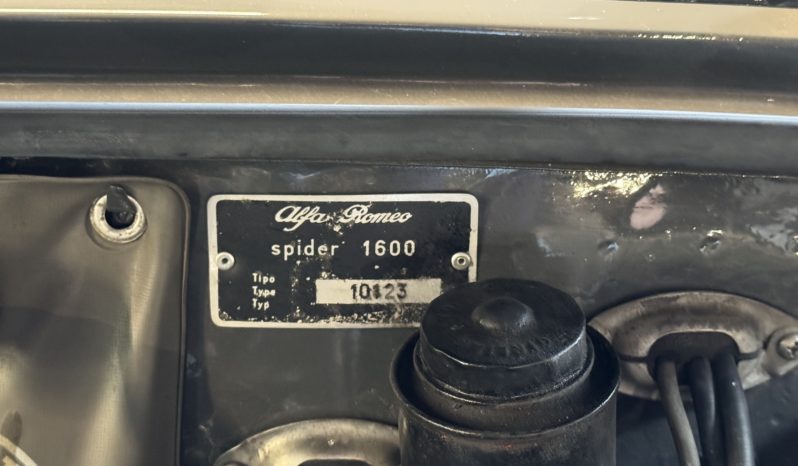 Alfa Romeo
spider 1600
Tipo
Type 10123
Typ